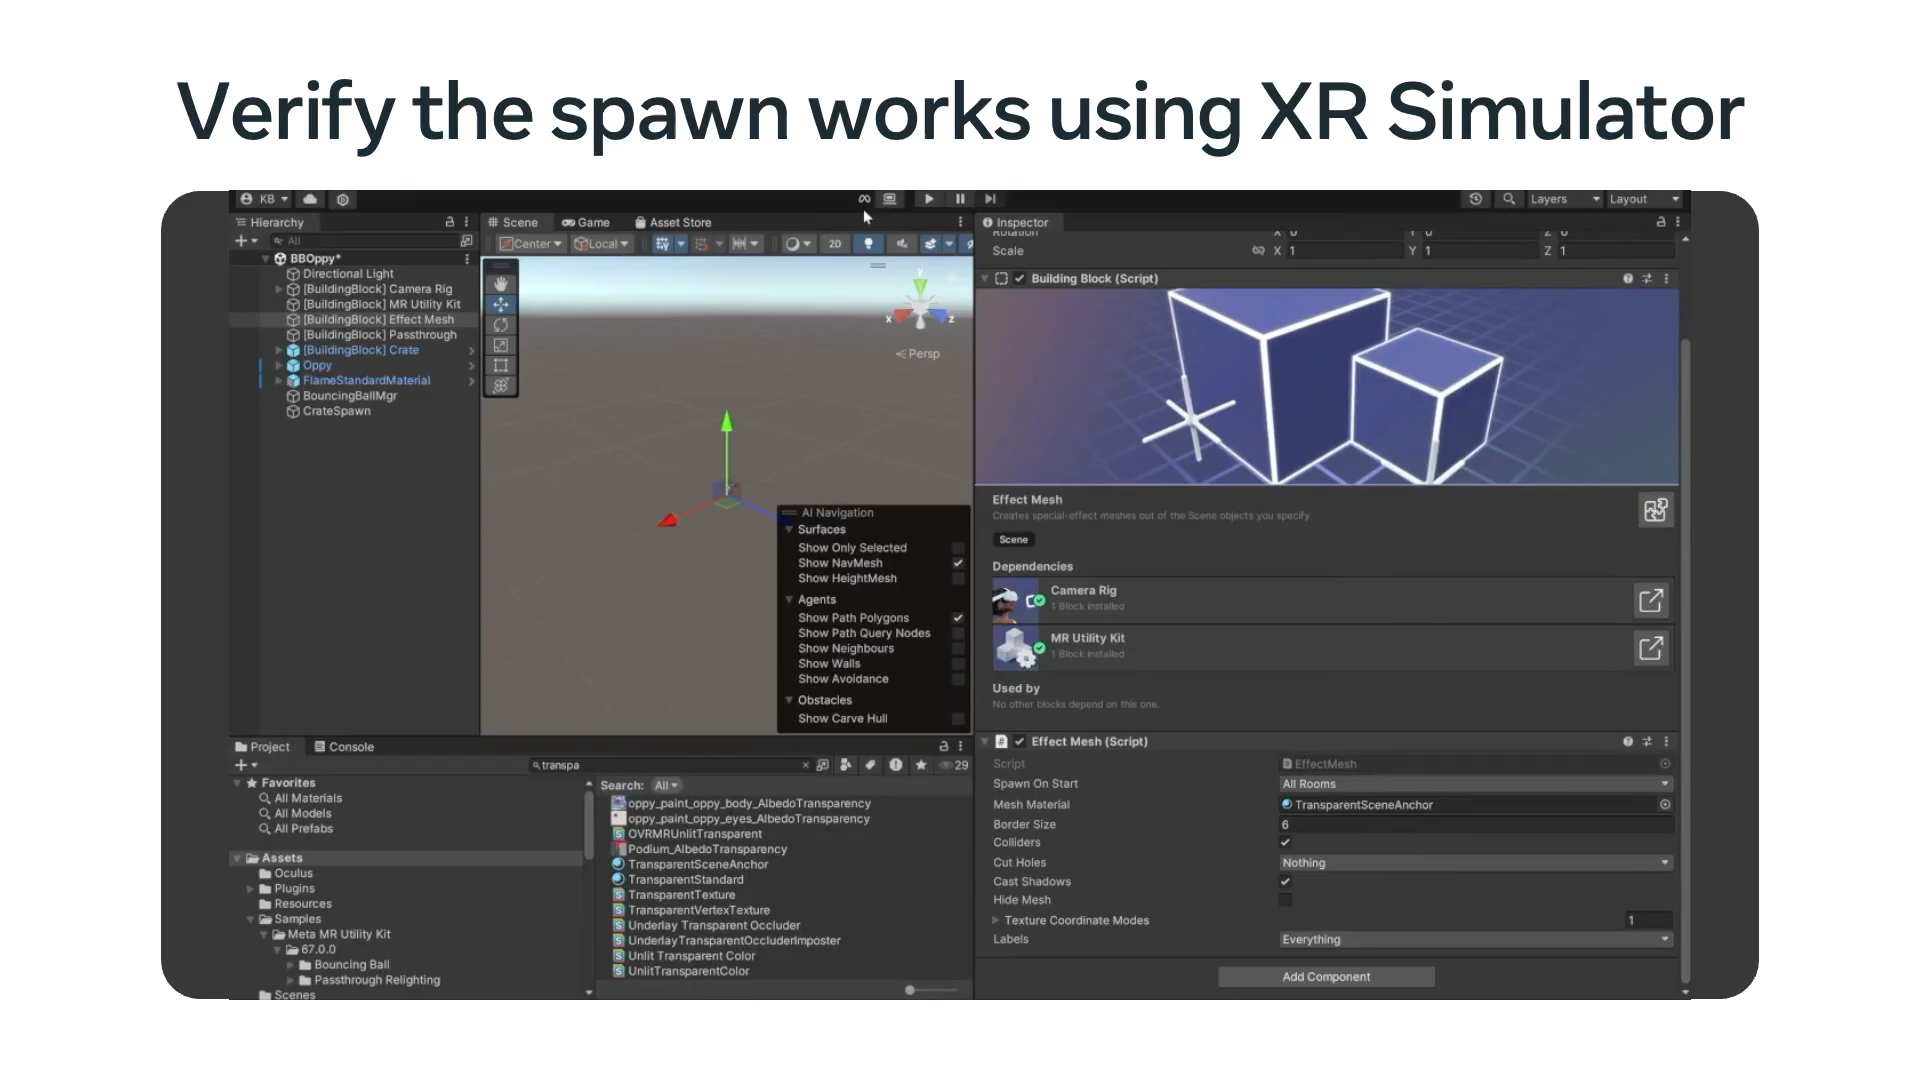 Verify the spawn works using XR Simulator
KB
Layers
Layout
Hierarchy
All
BBOppy*
Directional Light
[BuildingBlock] Camera Rig
[BuildingBlock] MR Utility Kit
[BuildingBlock] Effect Mesh
[BuildingBlock] Passthrough
[BuildingBlock] Crate
Oppy
FlameStandardMaterial
BouncingBallMgr
CrateSpawn
Scene
Game
Asset Store
Center
Local
2D
y
x
z
Persp
AI Navigation
Surfaces
Show Only Selected
Show NavMesh
Show HeightMesh
Agents
Show Path Polygons
Show Path Query Nodes
Show Neighbours
Show Walls
Show Avoidance
Obstacles
Show Carve Hull
Inspector
Rotation X 0 Y 0 Z 0
Scale X 1 Y 1 Z 1
Building Block (Script)
Effect Mesh
Creates special-effect meshes out of the Scene objects you specify
Scene
Dependencies
Camera Rig
1 Block installed
MR Utility Kit
1 Block installed
Used by
No other blocks depend on this one.
Effect Mesh (Script)
Script EffectMesh
Spawn On Start All Rooms
Mesh Material TransparentSceneAnchor
Border Size 6
Colliders
Cut Holes Nothing
Cast Shadows
Hide Mesh
Texture Coordinate Modes 1
Labels Everything
Add Component
Project
Console
transpa
29
Favorites
All Materials
All Models
All Prefabs
Assets
Oculus
Plugins
Resources
Samples
Meta MR Utility Kit
67.0.0
Bouncing Ball
Passthrough Relighting
Scenes
Search: All
oppy_paint_oppy_body_AlbedoTransparency
oppy_paint_oppy_eyes_AlbedoTransparency
OVRMRUnlitTransparent
Podium_AlbedoTransparency
TransparentSceneAnchor
TransparentStandard
TransparentTexture
TransparentVertexTexture
Underlay Transparent Occluder
UnderlayTransparentOccluderImposter
Unlit Transparent Color
UnlitTransparentColor